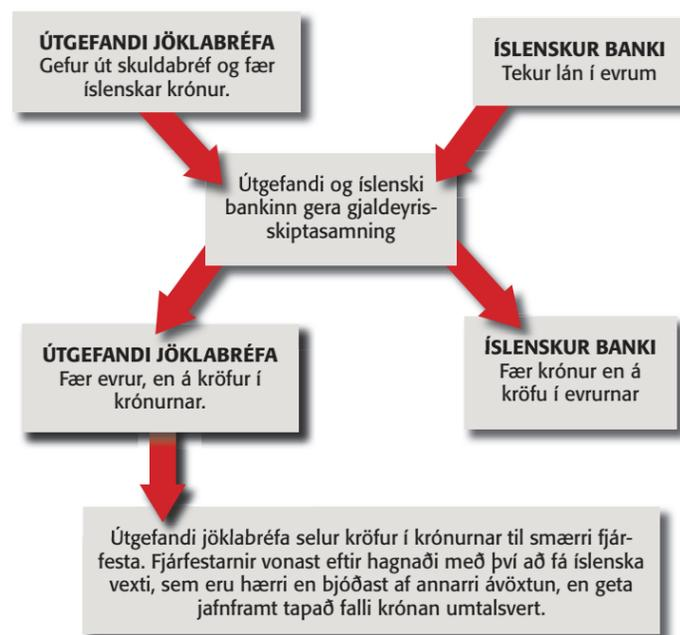 ÚTGEFANDI JÖKLABRÉFA
Gefur út skuldabréf og fær
íslenskar krónur.
ÍSLENSKUR BANKI
Tekur lán í evrum
Útgefandi og íslenski
bankinn gera gjaldeyris-
skiptasamning
ÚTGEFANDI JÖKLABRÉFA
Fær evrur, en á kröfur í
krónurnar.
ÍSLENSKUR BANKI
Fær krónur en á
kröfu í evrurnar
Útgefandi jöklabréfa selur kröfur í krónurnar til smærri fjár-
festa. Fjárfestarnir vonast eftir hagnaði með því að fá íslenska
vexti, sem eru hærri en bjóðast af annarri ávöxtun, en geta
jafnframt tapað falli krónan umtalsvert.